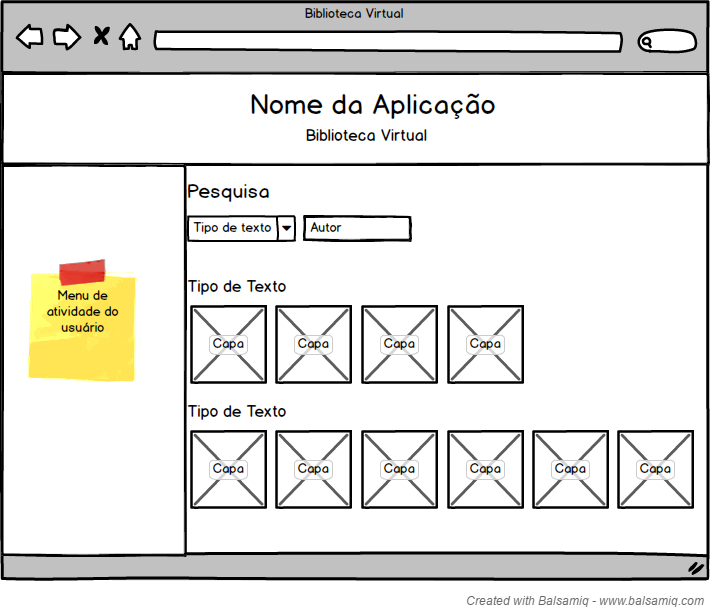 Biblioteca Virtual
Nome da Aplicação
Biblioteca Virtual
Menu de
atividade do
usuário
Pesquisa
Tipo de texto Autor
Tipo de Texto
Capa Capa Capa Capa
Tipo de Texto
Capa Capa Capa Capa Capa Capa
Created with Balsamiq - www.balsamiq.com